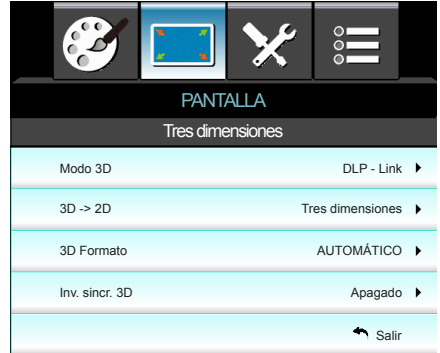 PANTALLA
Tres dimensiones
Modo 3D DLP - Link
3D -> 2D Tres dimensiones
3D Formato AUTOMÁTICO
Inv. sincr. 3D Apagado
Salir